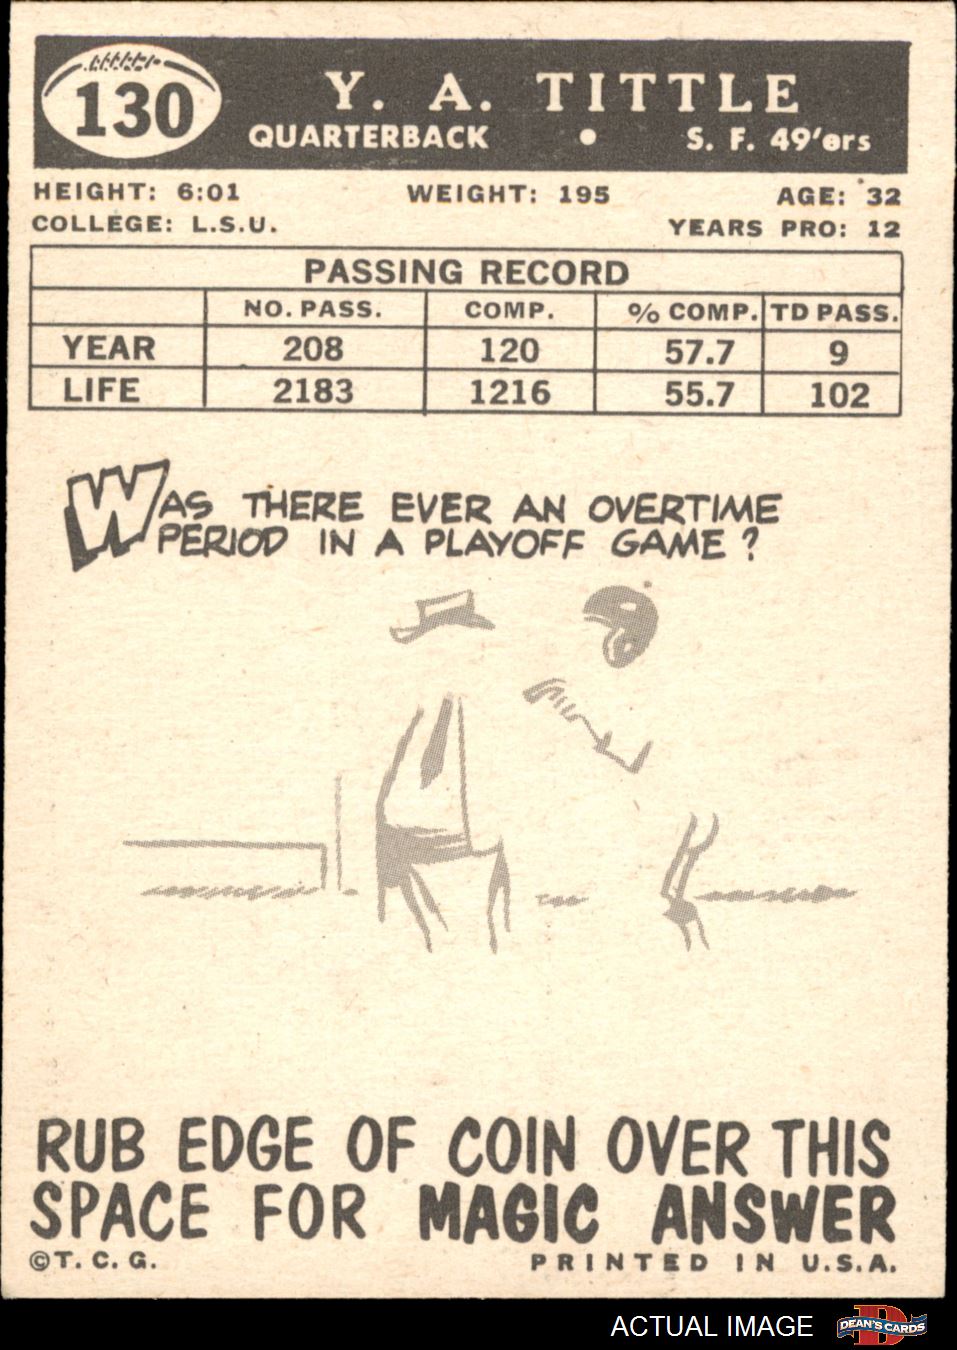 130
Y. A. TITTLE
QUARTERBACK • S. F. 49'ers
HEIGHT: 6:01 WEIGHT: 195 AGE: 32
COLLEGE: L.S.U. YEARS PRO: 12
PASSING RECORD
NO. PASS. COMP. % COMP. TD PASS.
YEAR 208 120 57.7 9
LIFE 2183 1216 55.7 102
WAS THERE EVER AN OVERTIME
PERIOD IN A PLAYOFF GAME?
RUB EDGE OF COIN OVER THIS
SPACE FOR MAGIC ANSWER
©T. C. G. PRINTED IN U.S.A.
ACTUAL IMAGE DEAN'S CARDS